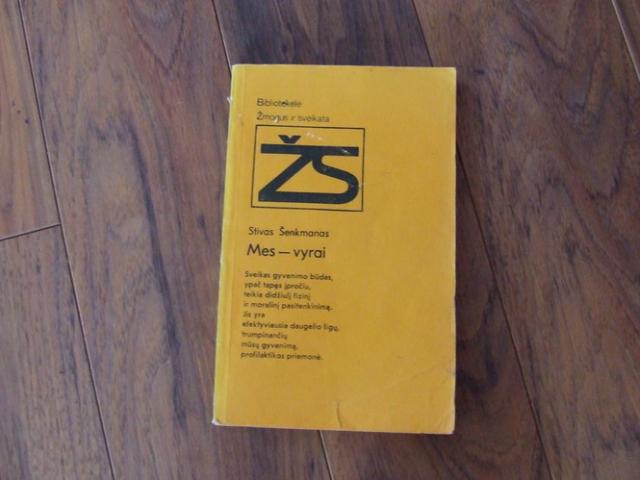 Bibliotekėlė
Žmogus ir sveikata
ŽS
Stivas Šenkmanas
Mes — vyrai
Sveikas gyvenimo būdas,
ypač tapęs įpročiu,
teikia didžiulį fizinį
ir moralinį pasitenkinimą.
Jis yra
efektyviausia daugelio ligų,
trumpinančių
mūsų gyvenimą,
profilaktikos priemonė.